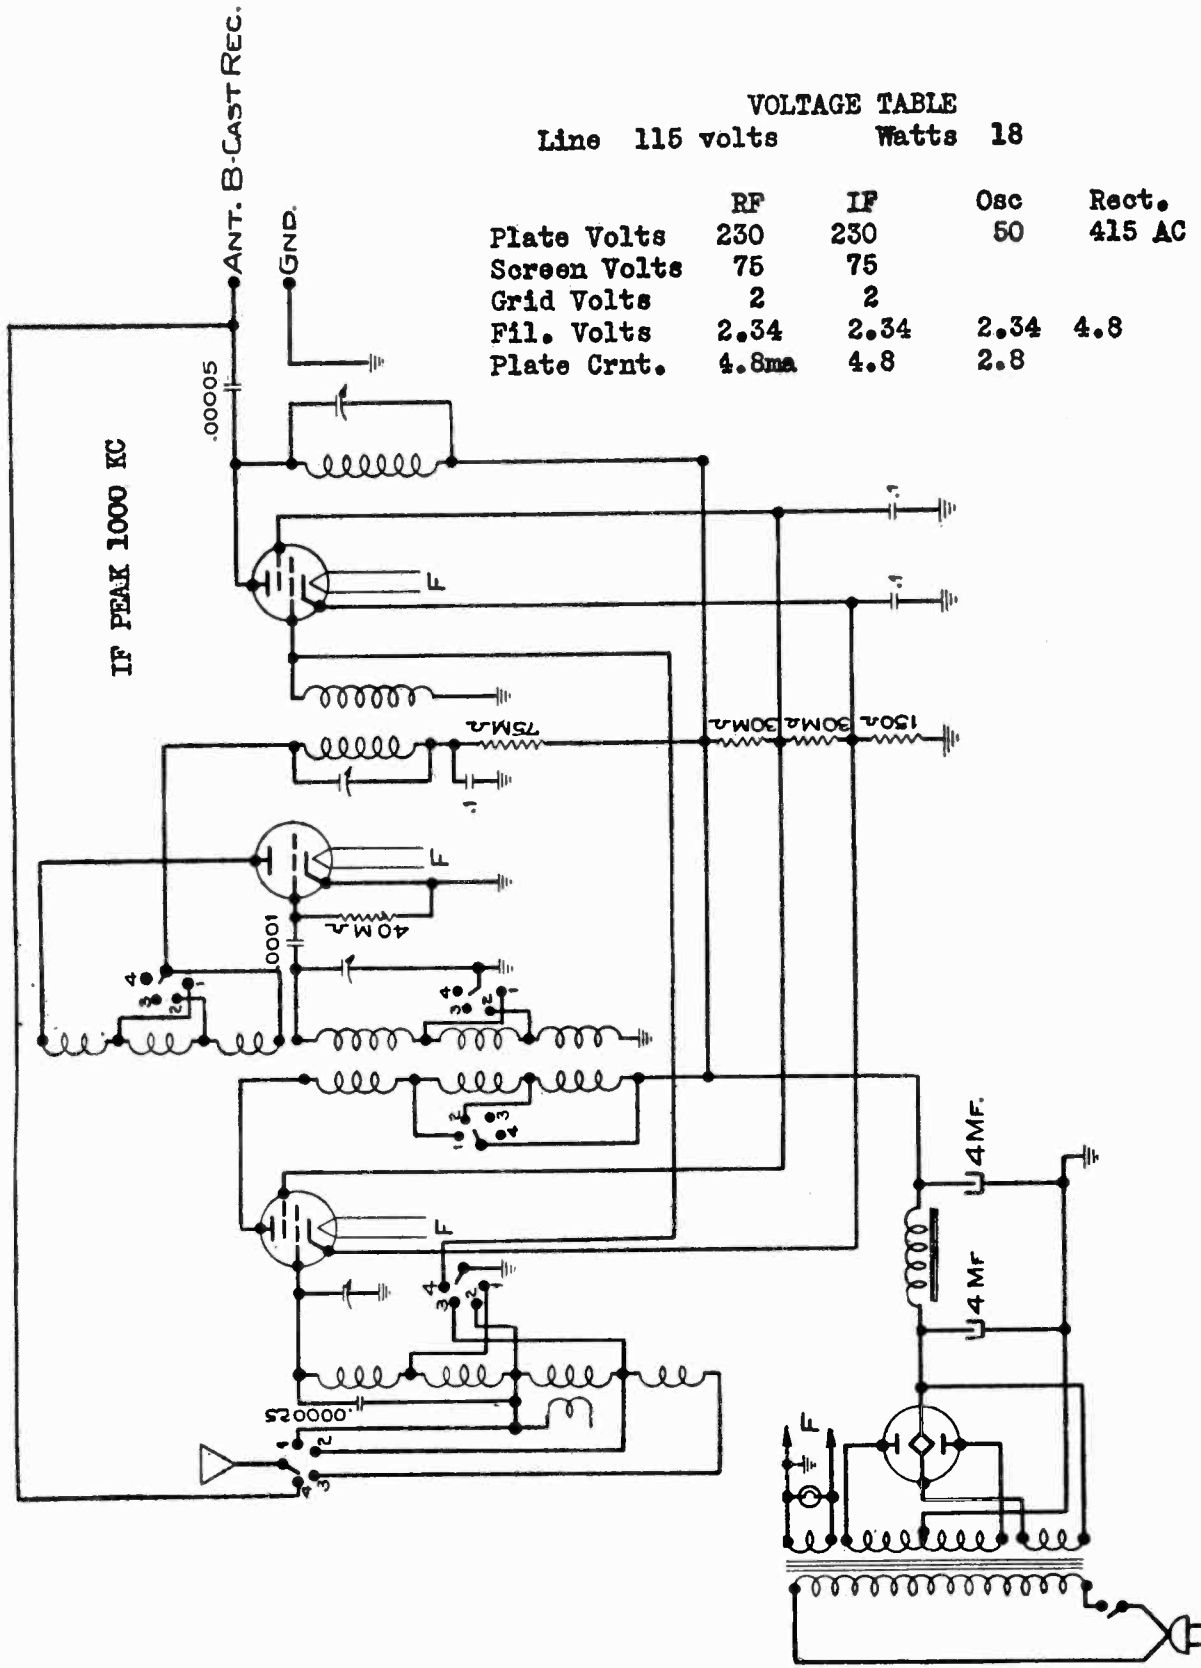 ANT. B-CAST REC.
GND.
VOLTAGE TABLE
Line 115 volts Watts 18
RF IF Osc Rect.
Plate Volts 230 230 50 415 AC
Screen Volts 75 75
Grid Volts 2 2
Fil. Volts 2.34 2.34 2.34 4.8
Plate Crnt. 4.8ma 4.8 2.8
.00005
IF PEAK 1000 KC
.1
F
.1
75MΩ
30MΩ
30MΩ
150Ω
.1
F
40MΩ
.0001
4
3
2
1
4
3
2
1
2
3
1
4
F
4
3
2
1
.000025
1
2
4
3
4 MF.
4 MF
F